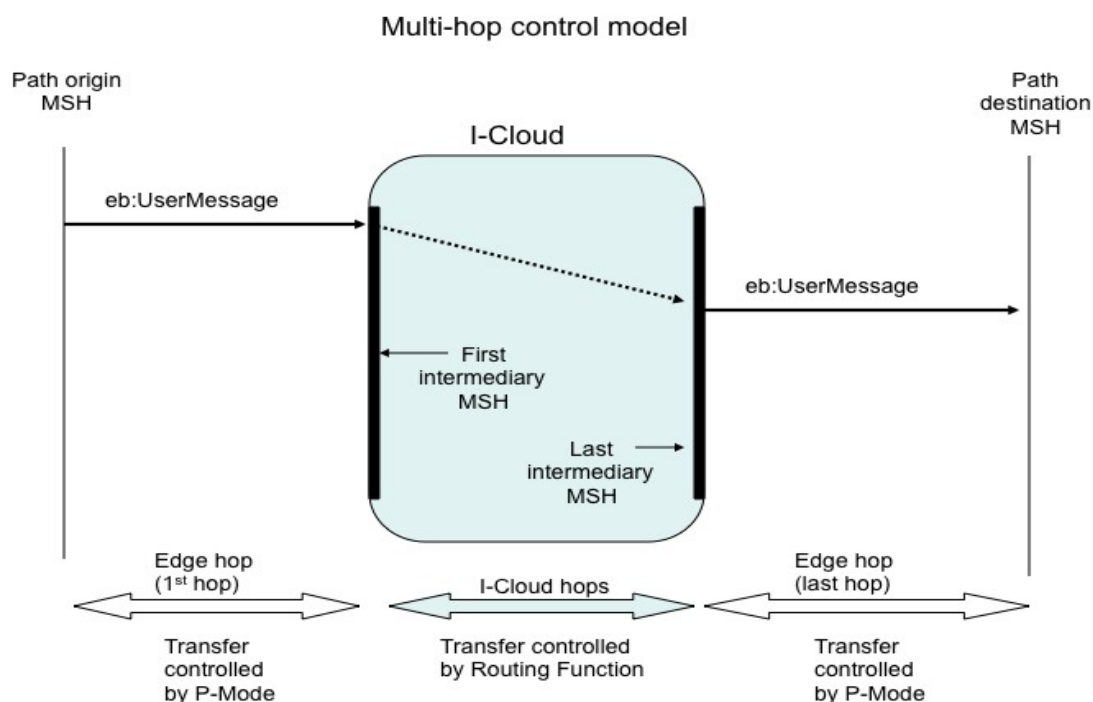 Multi-hop control model
Path origin
MSH
Path
destination
MSH
I-Cloud
eb:UserMessage
eb:UserMessage
First
intermediary
MSH
Last
intermediary
MSH
Edge hop
(1st hop)
I-Cloud hops
Edge hop
(last hop)
Transfer
controlled
by P-Mode
Transfer controlled
by Routing Function
Transfer
controlled
by P-Mode